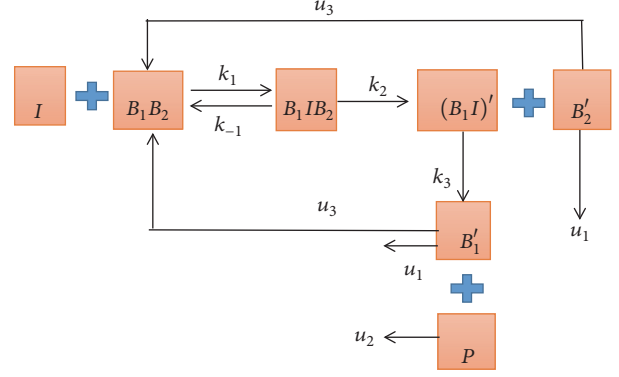 u₃
k₁
k₂
I
B₁B₂
k₋₁
B₁IB₂
(B₁I)′
B₂′
k₃
u₃
B₁′
u₁
u₁
u₂
P